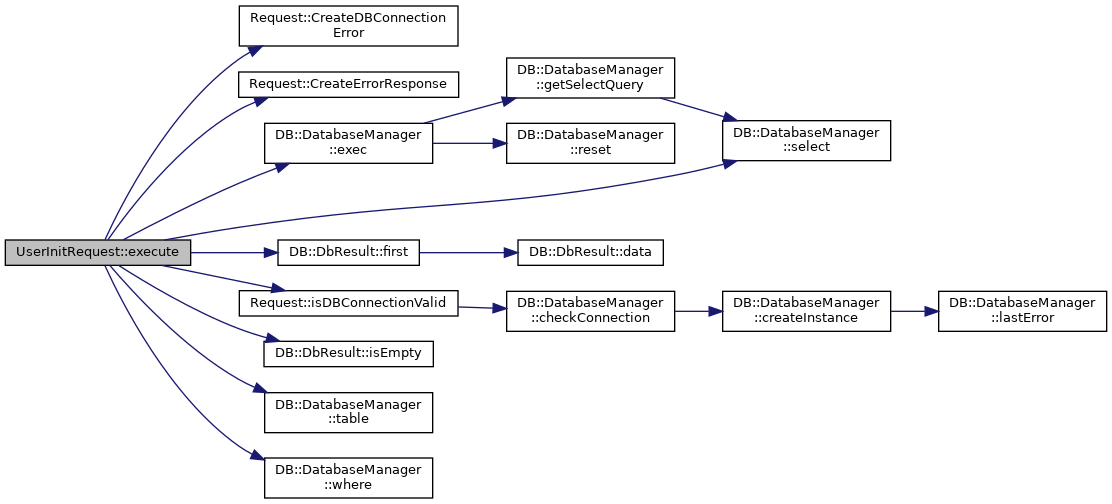 Request::CreateDBConnection
Error
Request::CreateErrorResponse
DB::DatabaseManager
::getSelectQuery
DB::DatabaseManager
::exec
DB::DatabaseManager
::reset
DB::DatabaseManager
::select
UserInitRequest::execute
DB::DbResult::first
DB::DbResult::data
Request::isDBConnectionValid
DB::DatabaseManager
::checkConnection
DB::DatabaseManager
::createInstance
DB::DatabaseManager
::lastError
DB::DbResult::isEmpty
DB::DatabaseManager
::table
DB::DatabaseManager
::where